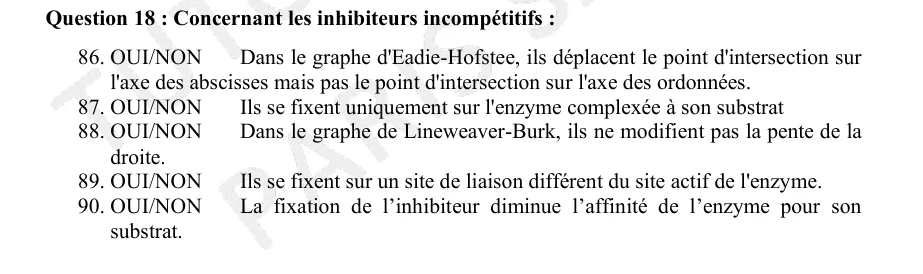 Question 18 : Concernant les inhibiteurs incompétitifs :
86. OUI/NON Dans le graphe d'Eadie-Hofstee, ils déplacent le point d'intersection sur
l'axe des abscisses mais pas le point d'intersection sur l'axe des ordonnées.
87. OUI/NON Ils se fixent uniquement sur l'enzyme complexée à son substrat
88. OUI/NON Dans le graphe de Lineweaver-Burk, ils ne modifient pas la pente de la
droite.
89. OUI/NON Ils se fixent sur un site de liaison différent du site actif de l'enzyme.
90. OUI/NON La fixation de l’inhibiteur diminue l’affinité de l’enzyme pour son
substrat.